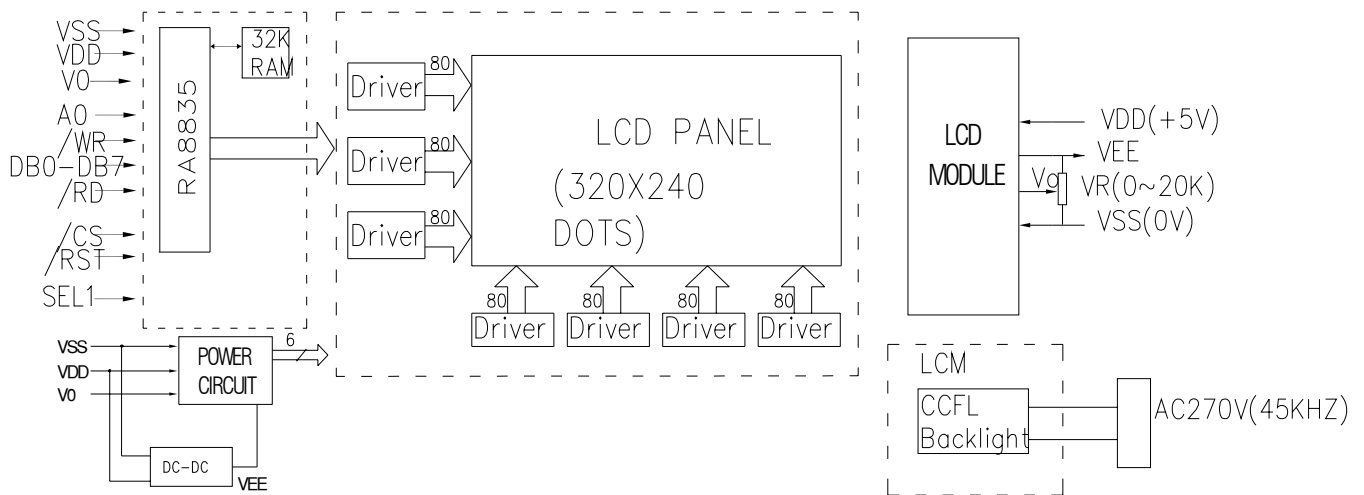 VSS
VDD
V0
A0
/WR
DB0-DB7
/RD
/CS
/RST
SEL1
RA8835
32K
RAM
Driver
80
Driver
80
Driver
80
LCD PANEL
(320X240
DOTS)
80
80
80
80
Driver
Driver
Driver
Driver
LCD
MODULE
VDD(+5V)
VEE
Vo
VR(0~20K)
VSS(0V)
VSS
VDD
V0
POWER
CIRCUIT
6
DC-DC
VEE
LCM
CCFL
Backlight
AC270V(45KHZ)